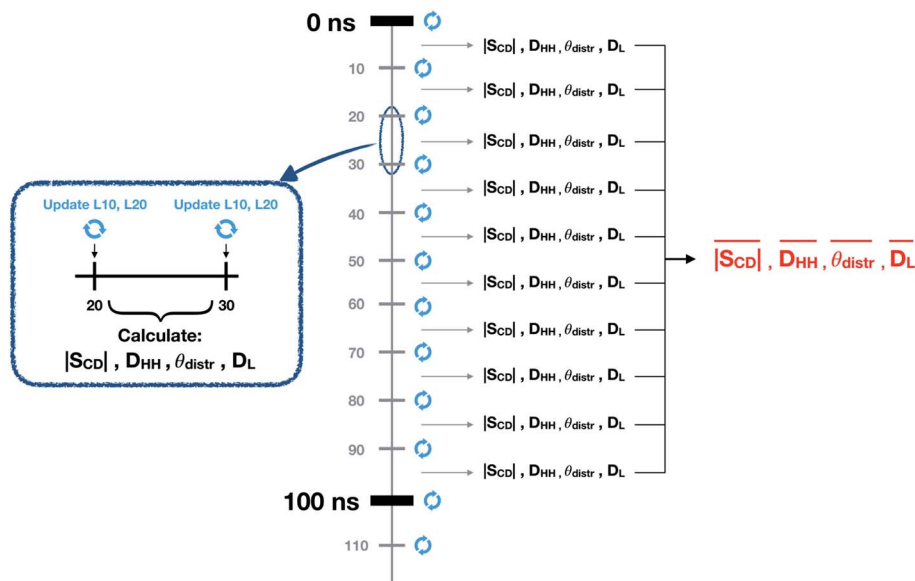 0 ns
|SCD| , DHH , θdistr , DL
10
|SCD| , DHH , θdistr , DL
20
|SCD| , DHH , θdistr , DL
30
|SCD| , DHH , θdistr , DL
40
|SCD| , DHH , θdistr , DL
50
|SCD| , DHH , θdistr , DL
60
|SCD| , DHH , θdistr , DL
70
|SCD| , DHH , θdistr , DL
80
|SCD| , DHH , θdistr , DL
90
|SCD| , DHH , θdistr , DL
100 ns
110
Update L10, L20
Update L10, L20
20
30
Calculate:
|SCD| , DHH , θdistr , DL
|SCD| , DHH , θdistr , DL